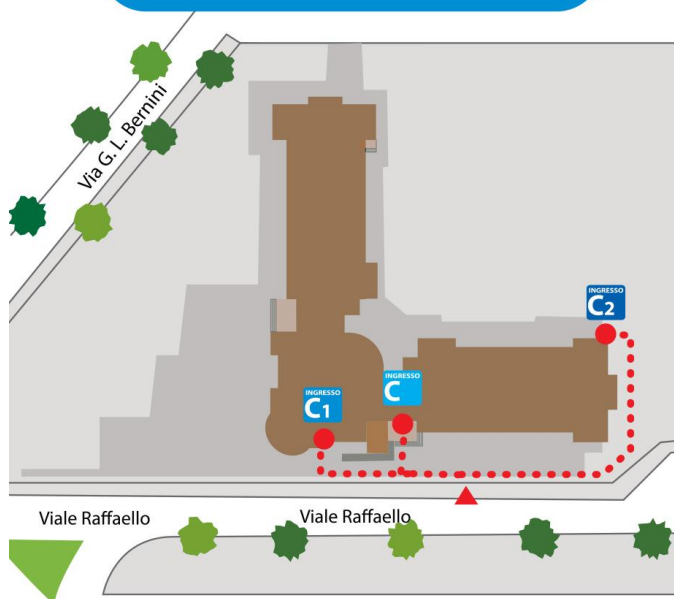 Via G. L. Bernini
INGRESSO
C2
INGRESSO
C1
INGRESSO
C
Viale Raffaello
Viale Raffaello